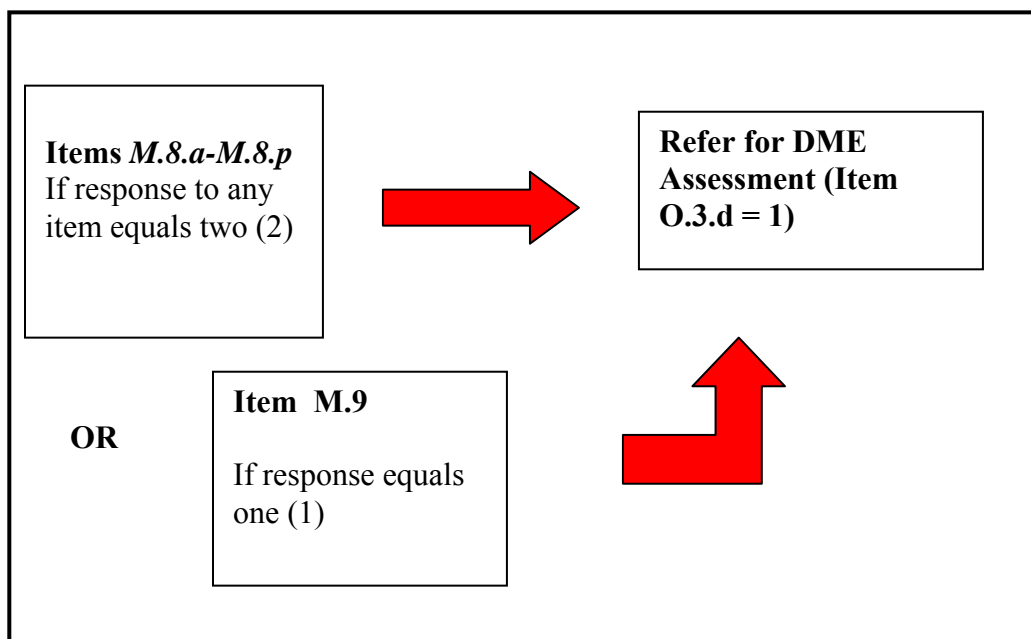 Items M.8.a-M.8.p
If response to any
item equals two (2)
Refer for DME
Assessment (Item
O.3.d = 1)
OR
Item M.9
If response equals
one (1)